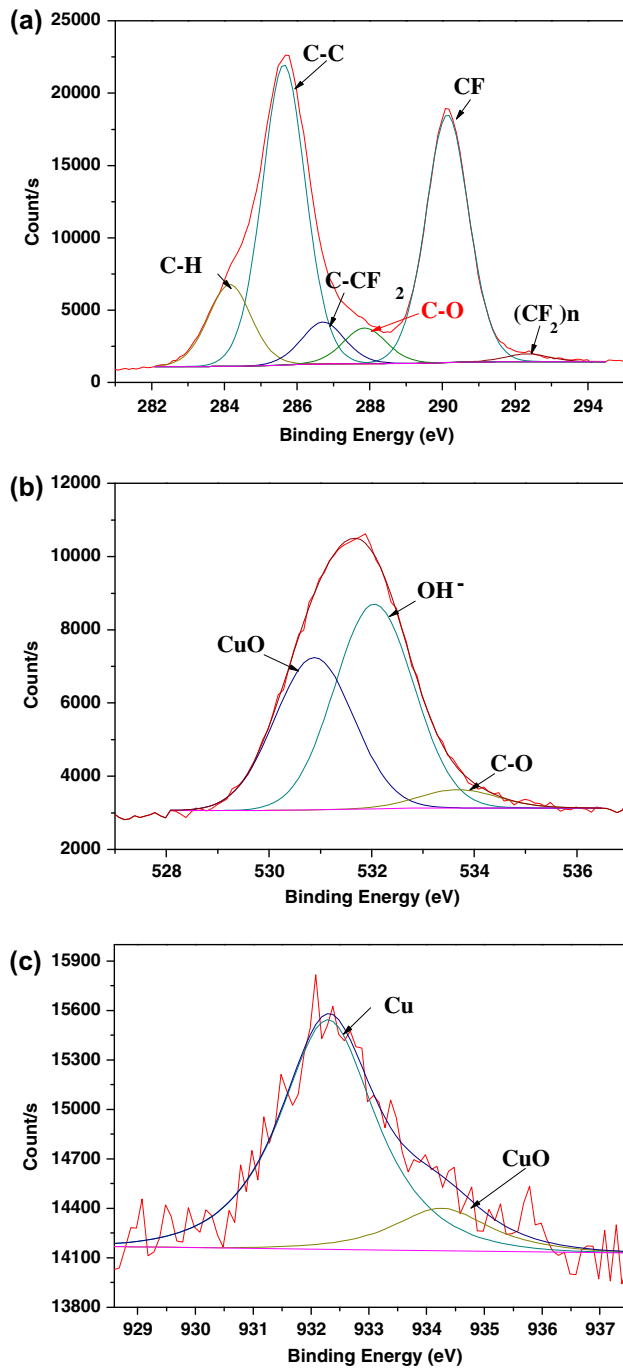 (a)
25000
20000
15000
10000
5000
0
Count/s
C-C
CF
C-H
C-CF
2
C-O
(CF2)n
282 284 286 288 290 292 294
Binding Energy (eV)
(b)
12000
10000
8000
6000
4000
2000
Count/s
OH-
CuO
C-O
528 530 532 534 536
Binding Energy (eV)
(c)
15900
15600
15300
15000
14700
14400
14100
13800
Count/s
Cu
CuO
929 930 931 932 933 934 935 936 937
Binding Energy (eV)